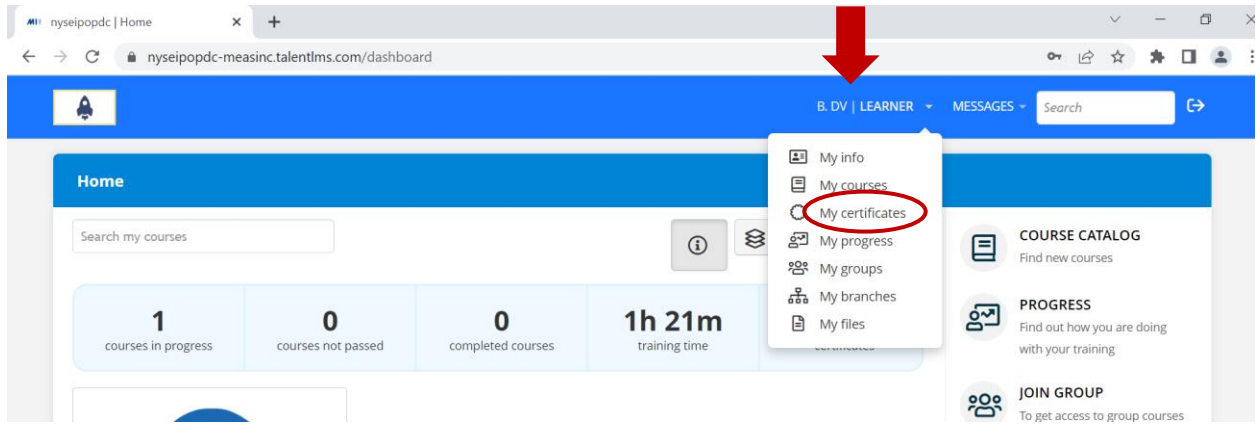 nyseipopdc | Home
nyseipopdc-measinc.talentlms.com/dashboard
B. DV | LEARNER MESSAGES Search
My info
My courses
My certificates
My progress
My groups
My branches
My files
Home
Search my courses
1
courses in progress
0
courses not passed
0
completed courses
1h 21m
training time
certificates
COURSE CATALOG
Find new courses
PROGRESS
Find out how you are doing
with your training
JOIN GROUP
To get access to group courses